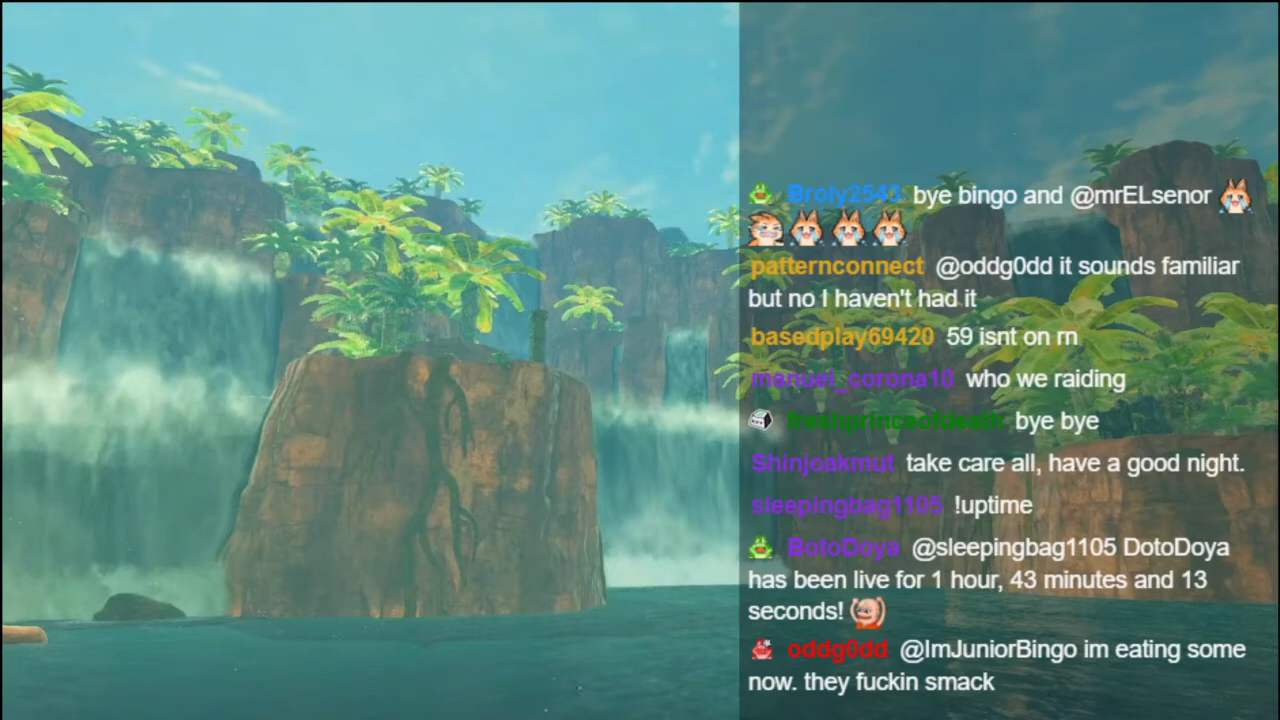 Broly2543 bye bingo and @mrELsenor
patternconnect @oddg0dd it sounds familiar
but no I haven't had it
basedplay69420 59 isnt on rn
manuel_corona10 who we raiding
freshprinceofdeath bye bye
Shinjoakmut take care all, have a good night.
sleepingbag1105 !uptime
BotoDoya @sleepingbag1105 DotoDoya
has been live for 1 hour, 43 minutes and 13
seconds!
oddg0dd @ImJuniorBingo im eating some
now. they fuckin smack